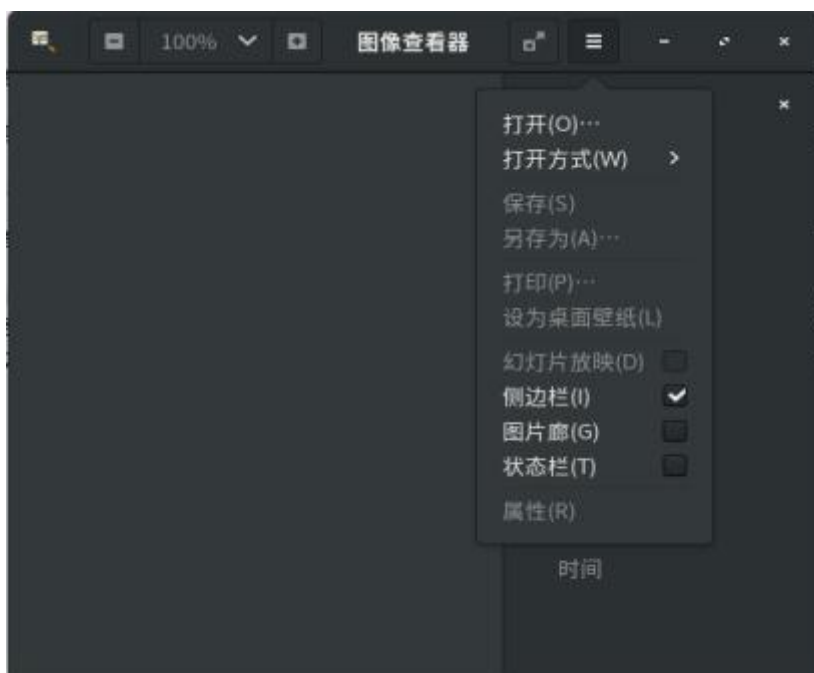 100% 图像查看器
打开(O)…
打开方式(W)
保存(S)
另存为(A)…
打印(P)…
设为桌面壁纸(L)
幻灯片放映(D)
侧边栏(I)
图片廊(G)
状态栏(T)
属性(R)
时间